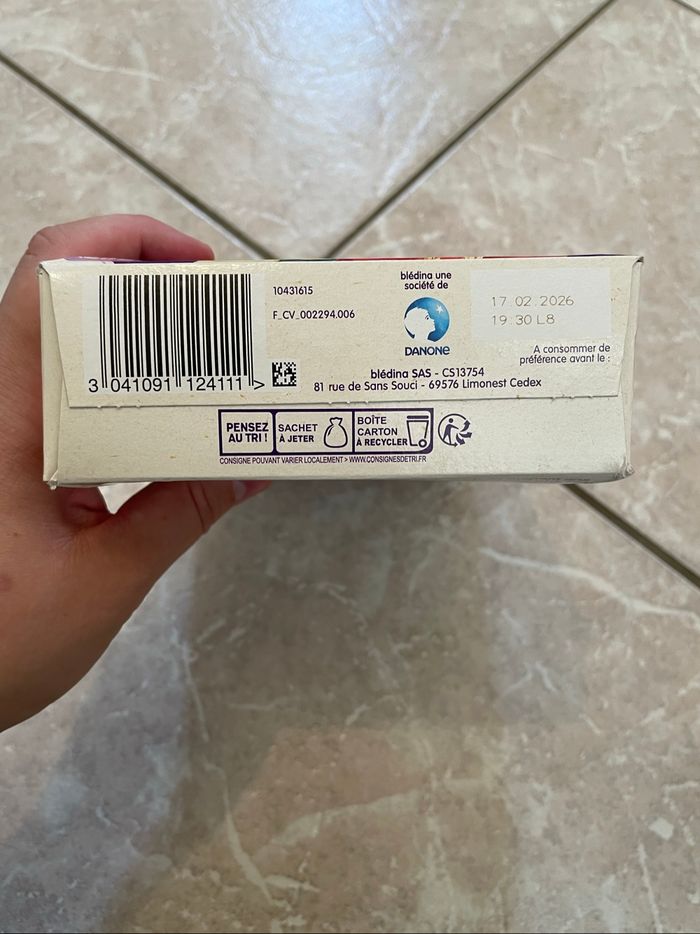 3 041091 124111 >
10431615
F_CV_002294.006
blédina une
société de
DANONE
17 02 2026
19 30 L8
A consommer de
préférence avant le :
blédina SAS - CS13754
81 rue de Sans Souci - 69576 Limonest Cedex
PENSEZ
AU TRI !
SACHET
À JETER
BOÎTE
CARTON
À RECYCLER
CONSIGNE POUVANT VARIER LOCALEMENT > WWW.CONSIGNESDETRI.FR